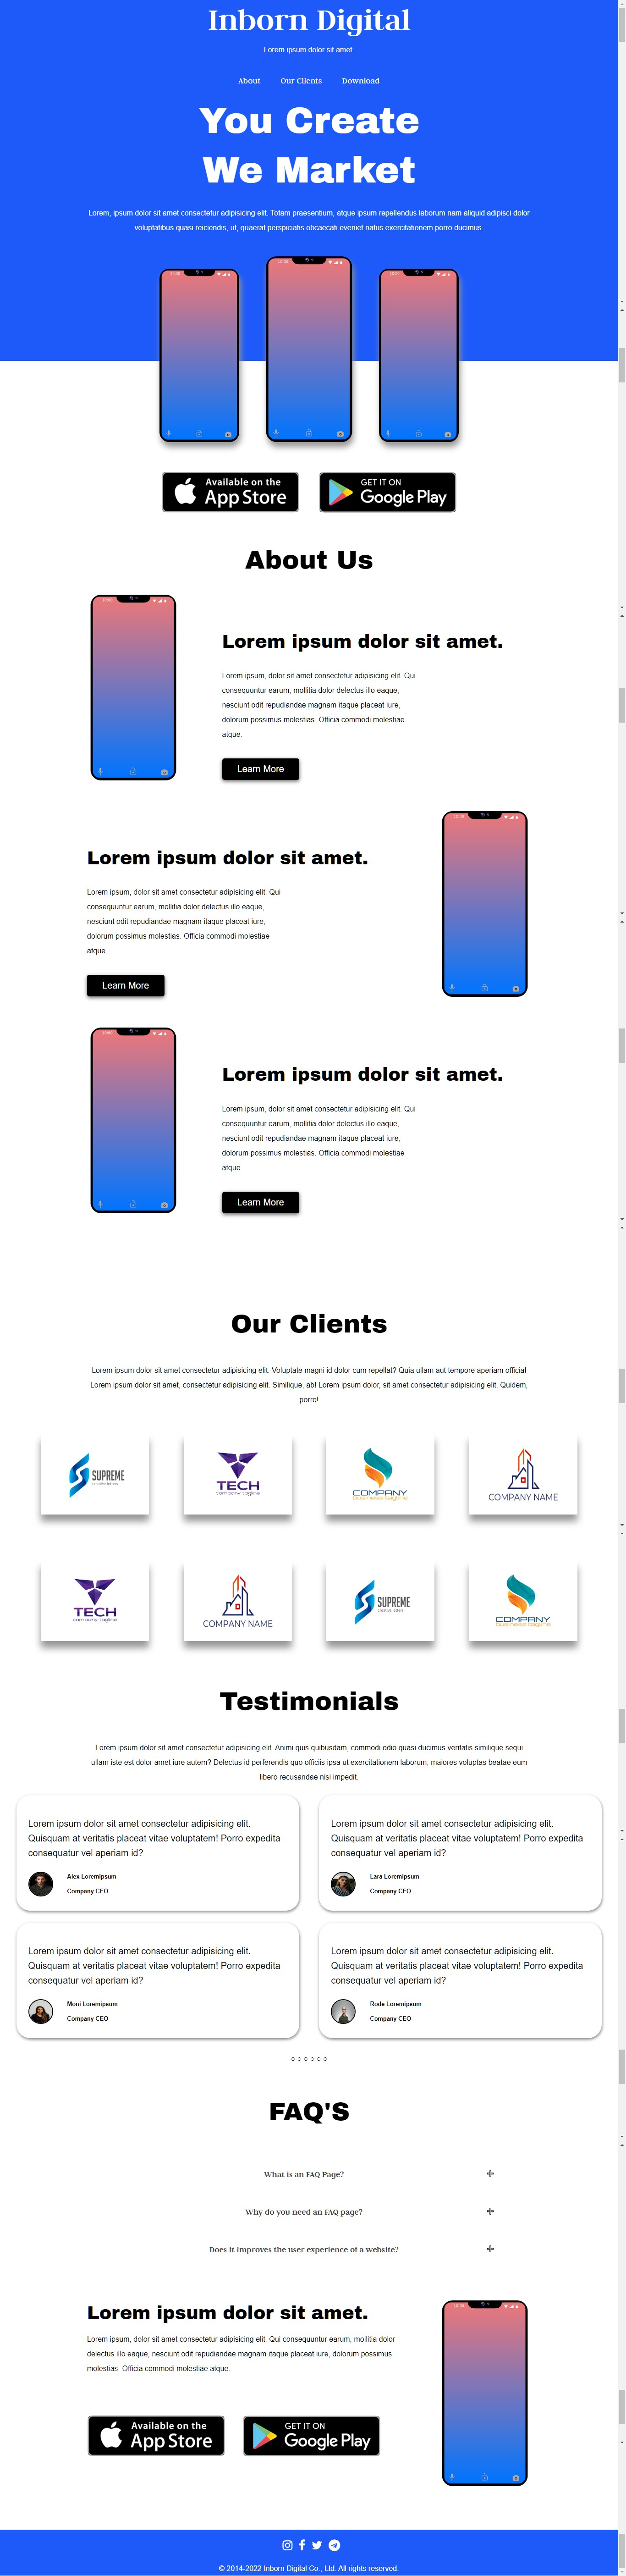 Inborn Digital
Lorem ipsum dolor sit amet.
About Our Clients Download
You Create
We Market
Lorem, ipsum dolor sit amet consectetur adipisicing elit. Totam praesentium, atque ipsum repellendus laborum nam aliquid adipisci dolor
voluptatibus quasi reiciendis, ut, quaerat perspiciatis obcaecati eveniet natus exercitationem porro ducimus.
Available on the
App Store
GET IT ON
Google Play
About Us
Lorem ipsum dolor sit amet.
Lorem ipsum, dolor sit amet consectetur adipisicing elit. Qui
consequuntur earum, mollitia dolor delectus illo eaque,
nesciunt odit repudiandae magnam itaque placeat iure,
dolorum possimus molestias. Officia commodi molestiae
atque.
Learn More
Lorem ipsum dolor sit amet.
Lorem ipsum, dolor sit amet consectetur adipisicing elit. Qui
consequuntur earum, mollitia dolor delectus illo eaque,
nesciunt odit repudiandae magnam itaque placeat iure,
dolorum possimus molestias. Officia commodi molestiae
atque.
Learn More
Lorem ipsum dolor sit amet.
Lorem ipsum, dolor sit amet consectetur adipisicing elit. Qui
consequuntur earum, mollitia dolor delectus illo eaque,
nesciunt odit repudiandae magnam itaque placeat iure,
dolorum possimus molestias. Officia commodi molestiae
atque.
Learn More
Our Clients
Lorem ipsum dolor sit amet consectetur adipisicing elit. Voluptate magni id dolor cum repellat? Quia ullam aut tempore aperiam officia!
Lorem ipsum dolor sit amet, consectetur adipisicing elit. Similique, ab! Lorem ipsum dolor, sit amet consectetur adipisicing elit. Quidem,
porro!
SUPREME
TECH
company tagline
COMPANY
business tagline
COMPANY NAME
TECH
company tagline
COMPANY NAME
SUPREME
COMPANY
business tagline
Testimonials
Lorem ipsum dolor sit amet consectetur adipisicing elit. Animi quis quibusdam, commodi odio quasi ducimus veritatis similique sequi
ullam iste est dolor amet iure autem? Delectus id perferendis quo officiis ipsa ut exercitationem laborum, maiores voluptas beatae eum
libero recusandae nisi impedit.
Lorem ipsum dolor sit amet consectetur adipisicing elit.
Quisquam at veritatis placeat vitae voluptatem! Porro expedita
consequatur vel aperiam id?
Alex Loremipsum
Company CEO
Lorem ipsum dolor sit amet consectetur adipisicing elit.
Quisquam at veritatis placeat vitae voluptatem! Porro expedita
consequatur vel aperiam id?
Lara Loremipsum
Company CEO
Lorem ipsum dolor sit amet consectetur adipisicing elit.
Quisquam at veritatis placeat vitae voluptatem! Porro expedita
consequatur vel aperiam id?
Moni Loremipsum
Company CEO
Lorem ipsum dolor sit amet consectetur adipisicing elit.
Quisquam at veritatis placeat vitae voluptatem! Porro expedita
consequatur vel aperiam id?
Rode Loremipsum
Company CEO
FAQ'S
What is an FAQ Page?
Why do you need an FAQ page?
Does it improves the user experience of a website?
Lorem ipsum dolor sit amet.
Lorem ipsum, dolor sit amet consectetur adipisicing elit. Qui consequuntur earum, mollitia dolor
delectus illo eaque, nesciunt odit repudiandae magnam itaque placeat iure, dolorum possimus
molestias. Officia commodi molestiae atque.
Available on the
App Store
GET IT ON
Google Play
© 2014-2022 Inborn Digital Co., Ltd. All rights reserved.